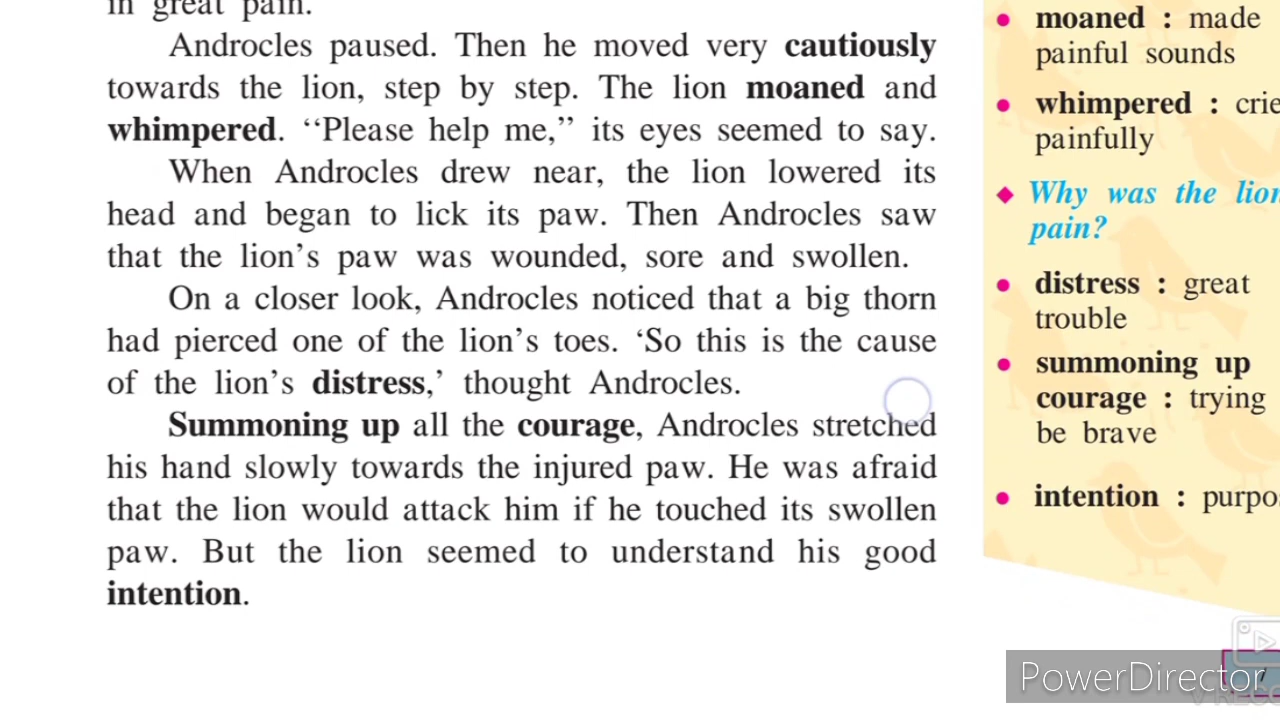 in great pain.
Androcles paused. Then he moved very cautiously
towards the lion, step by step. The lion moaned and
whimpered. ‘‘Please help me,’’ its eyes seemed to say.
When Androcles drew near, the lion lowered its
head and began to lick its paw. Then Androcles saw
that the lion’s paw was wounded, sore and swollen.
On a closer look, Androcles noticed that a big thorn
had pierced one of the lion’s toes. ‘So this is the cause
of the lion’s distress,’ thought Androcles.
Summoning up all the courage, Androcles stretched
his hand slowly towards the injured paw. He was afraid
that the lion would attack him if he touched its swollen
paw. But the lion seemed to understand his good
intention.
moaned : made
painful sounds
whimpered :
painfully
Why was the lion
pain?
distress : great
trouble
summoning up
courage : trying
be brave
intention :
PowerDirector